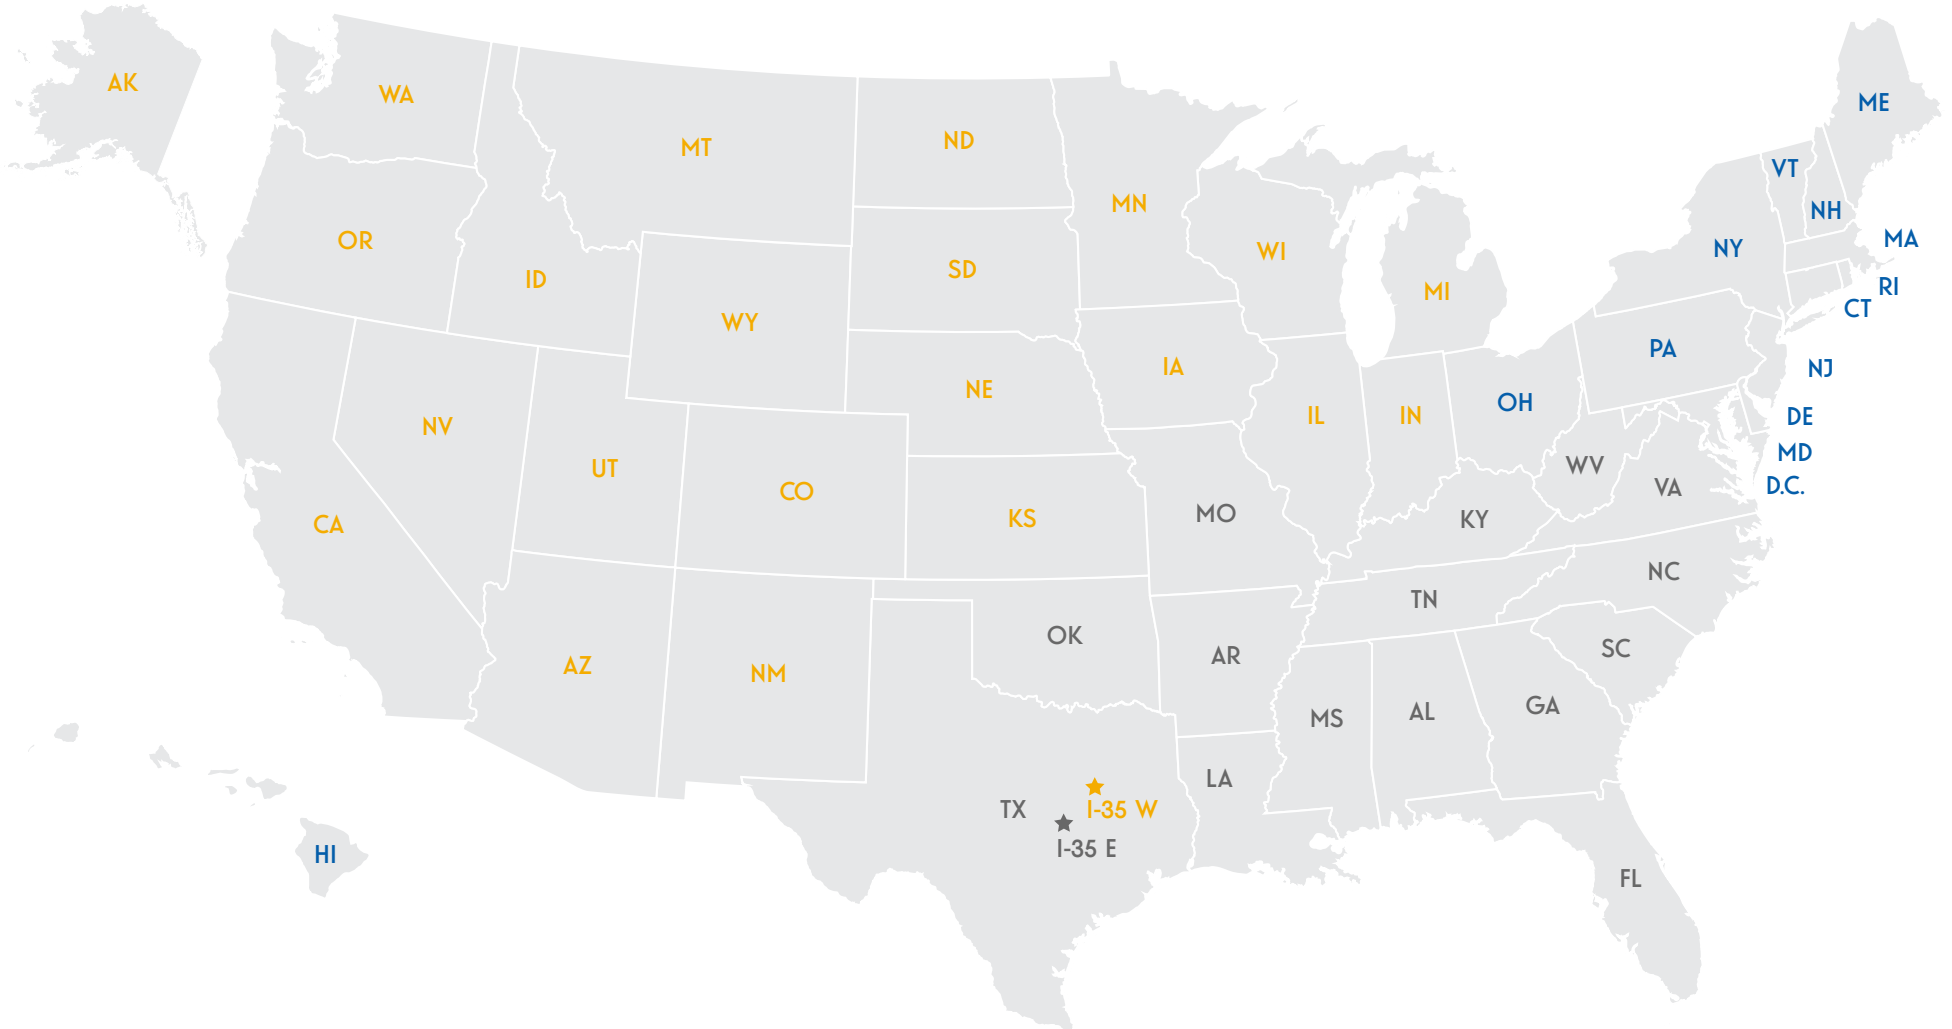 AK
WA
MT
ND
MN
ME
VT
NH
MA
OR
ID
SD
WI
MI
NY
RI
CT
WY
IA
PA
NJ
NV
NE
IL
IN
OH
DE
MD
D.C.
UT
CO
KS
MO
KY
WV
VA
CA
AZ
NM
OK
AR
TN
NC
SC
MS
AL
GA
LA
TX
I-35 W
I-35 E
HI
FL